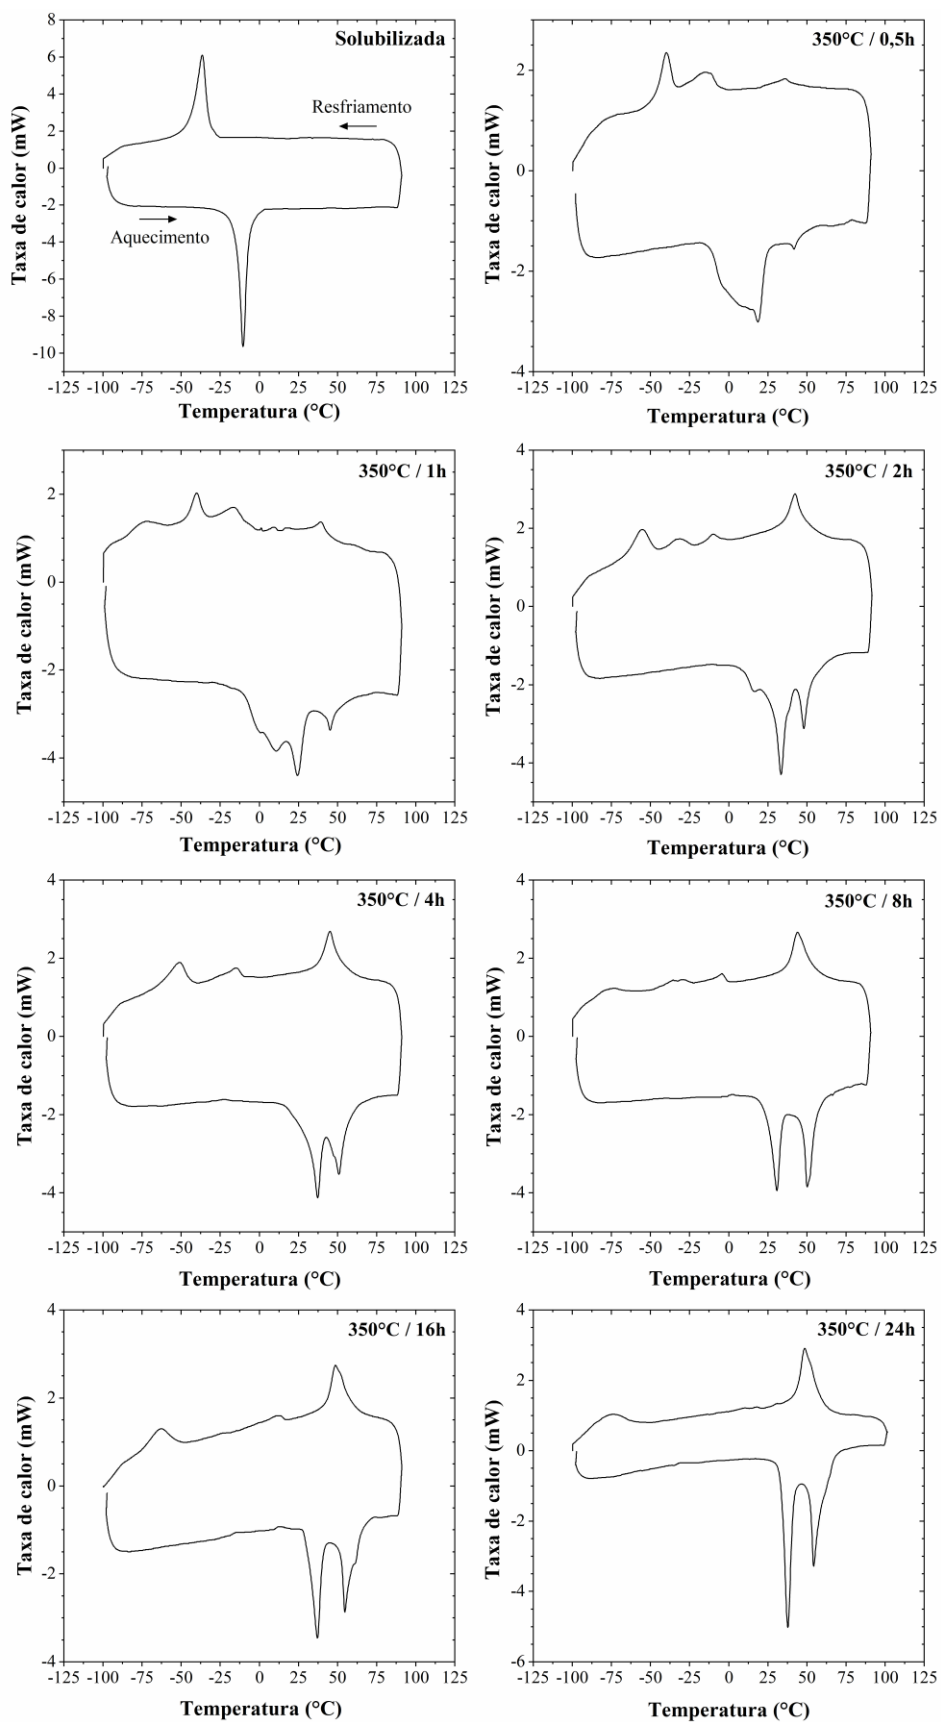 Solubilizada
Resfriamento
Aquecimento
8
6
4
2
0
-2
-4
-6
-8
-10
-125 -100 -75 -50 -25 0 25 50 75 100 125
Taxa de calor (mW)
Temperatura (°C)
350°C / 0,5h
2
0
-2
-4
-125 -100 -75 -50 -25 0 25 50 75 100 125
Taxa de calor (mW)
Temperatura (°C)
350°C / 1h
2
0
-2
-4
-125 -100 -75 -50 -25 0 25 50 75 100 125
Taxa de calor (mW)
Temperatura (°C)
350°C / 2h
4
2
0
-2
-4
-125 -100 -75 -50 -25 0 25 50 75 100 125
Taxa de calor (mW)
Temperatura (°C)
350°C / 4h
4
2
0
-2
-4
-125 -100 -75 -50 -25 0 25 50 75 100 125
Taxa de calor (mW)
Temperatura (°C)
350°C / 8h
4
2
0
-2
-4
-125 -100 -75 -50 -25 0 25 50 75 100 125
Taxa de calor (mW)
Temperatura (°C)
350°C / 16h
4
2
0
-2
-4
-125 -100 -75 -50 -25 0 25 50 75 100 125
Taxa de calor (mW)
Temperatura (°C)
350°C / 24h
4
2
0
-2
-4
-6
-125 -100 -75 -50 -25 0 25 50 75 100 125
Taxa de calor (mW)
Temperatura (°C)